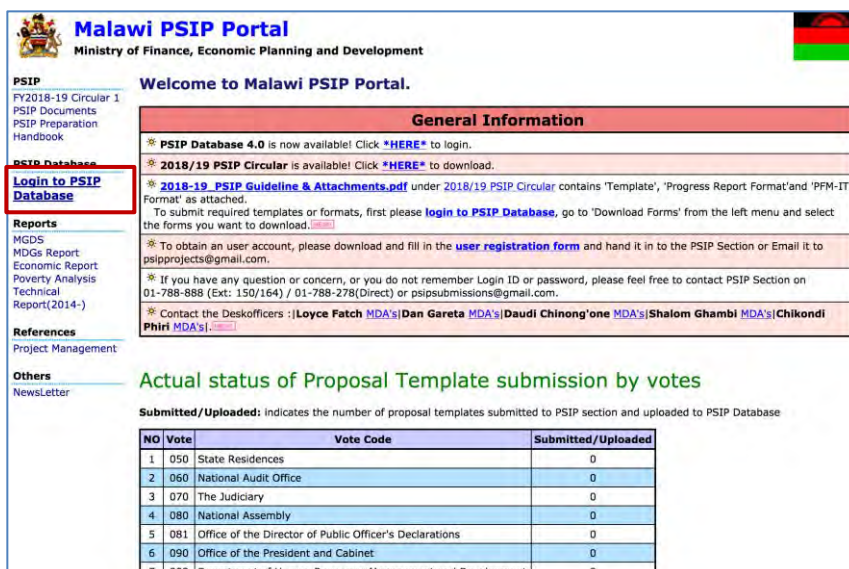 Malawi PSIP Portal
Ministry of Finance, Economic Planning and Development
PSIP
FY2018-19 Circular 1
PSIP Documents
PSIP Preparation
Handbook
PSIP Database
Login to PSIP
Database
Reports
MGDS
MDGs Report
Economic Report
Poverty Analysis
Technical
Report(2014-)
References
Project Management
Others
NewsLetter
Welcome to Malawi PSIP Portal.
General Information
PSIP Database 4.0 is now available! Click *HERE* to login.
2018/19 PSIP Circular is available! Click *HERE* to download.
2018-19_PSIP Guideline & Attachments.pdf under 2018/19 PSIP Circular contains 'Template', 'Progress Report Format'and 'PFM-IT
Format' as attached.
To submit required templates or formats, first please login to PSIP Database, go to 'Download Forms' from the left menu and select
the forms you want to download.
To obtain an user account, please download and fill in the user registration form and hand it in to the PSIP Section or Email it to
psipprojects@gmail.com.
If you have any question or concern, or you do not remember Login ID or password, please feel free to contact PSIP Section on
01-788-888 (Ext: 150/164) / 01-788-278(Direct) or psipsubmissions@gmail.com.
Contact the Deskofficers :|Loyce Fatch MDA's|Dan Gareta MDA's|Daudi Chinong'one MDA's|Shalom Ghambi MDA's|Chikondi
Phiri MDA's|.
Actual status of Proposal Template submission by votes
Submitted/Uploaded: indicates the number of proposal templates submitted to PSIP section and uploaded to PSIP Database
NO Vote Vote Code Submitted/Uploaded
1 050 State Residences 0
2 060 National Audit Office 0
3 070 The Judiciary 0
4 080 National Assembly 0
5 081 Office of the Director of Public Officer's Declarations 0
6 090 Office of the President and Cabinet 0